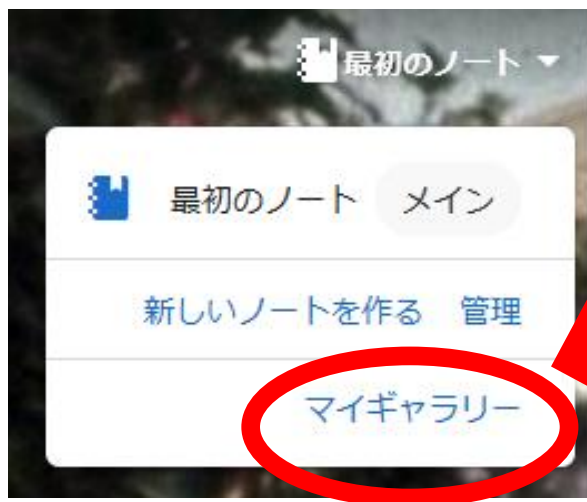 最初のノート
最初のノート メイン
新しいノートを作る 管理
マイギャラリー